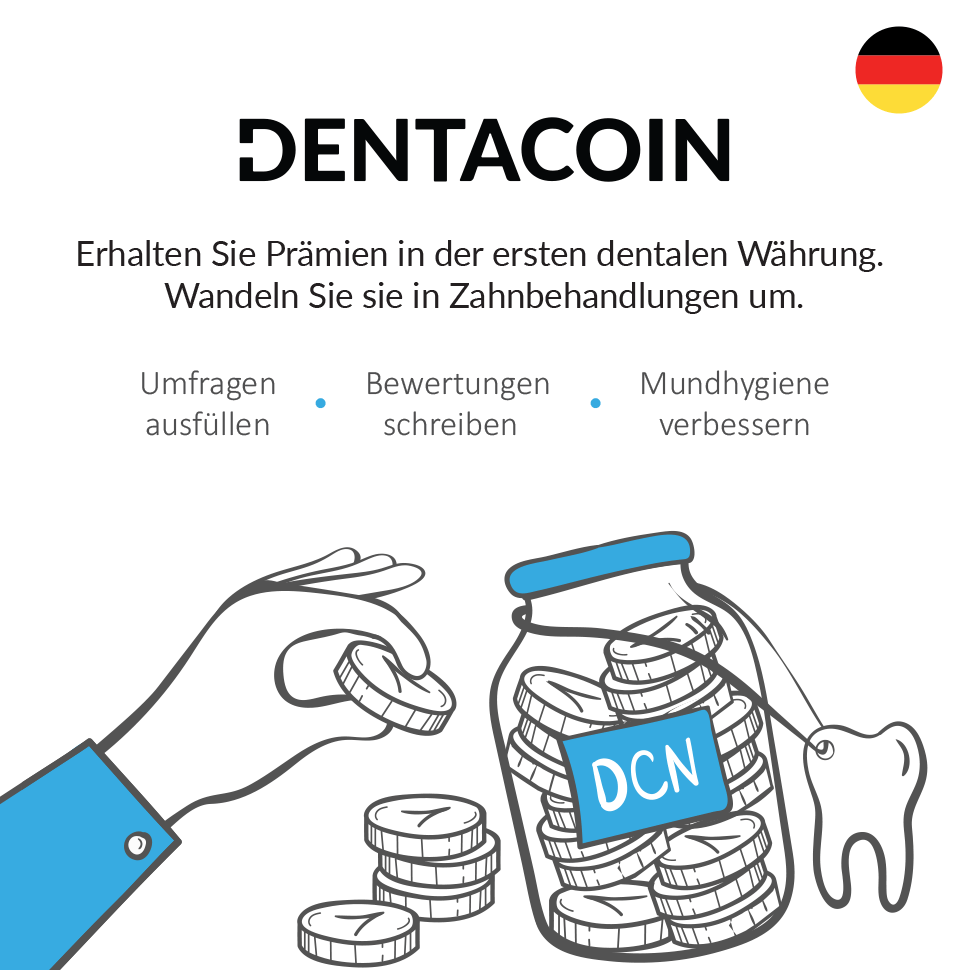 DENTACOIN
Erhalten Sie Prämien in der ersten dentalen Währung.
Wandeln Sie sie in Zahnbehandlungen um.
Umfragen
ausfüllen
Bewertungen
schreiben
Mundhygiene
verbessern
DCN